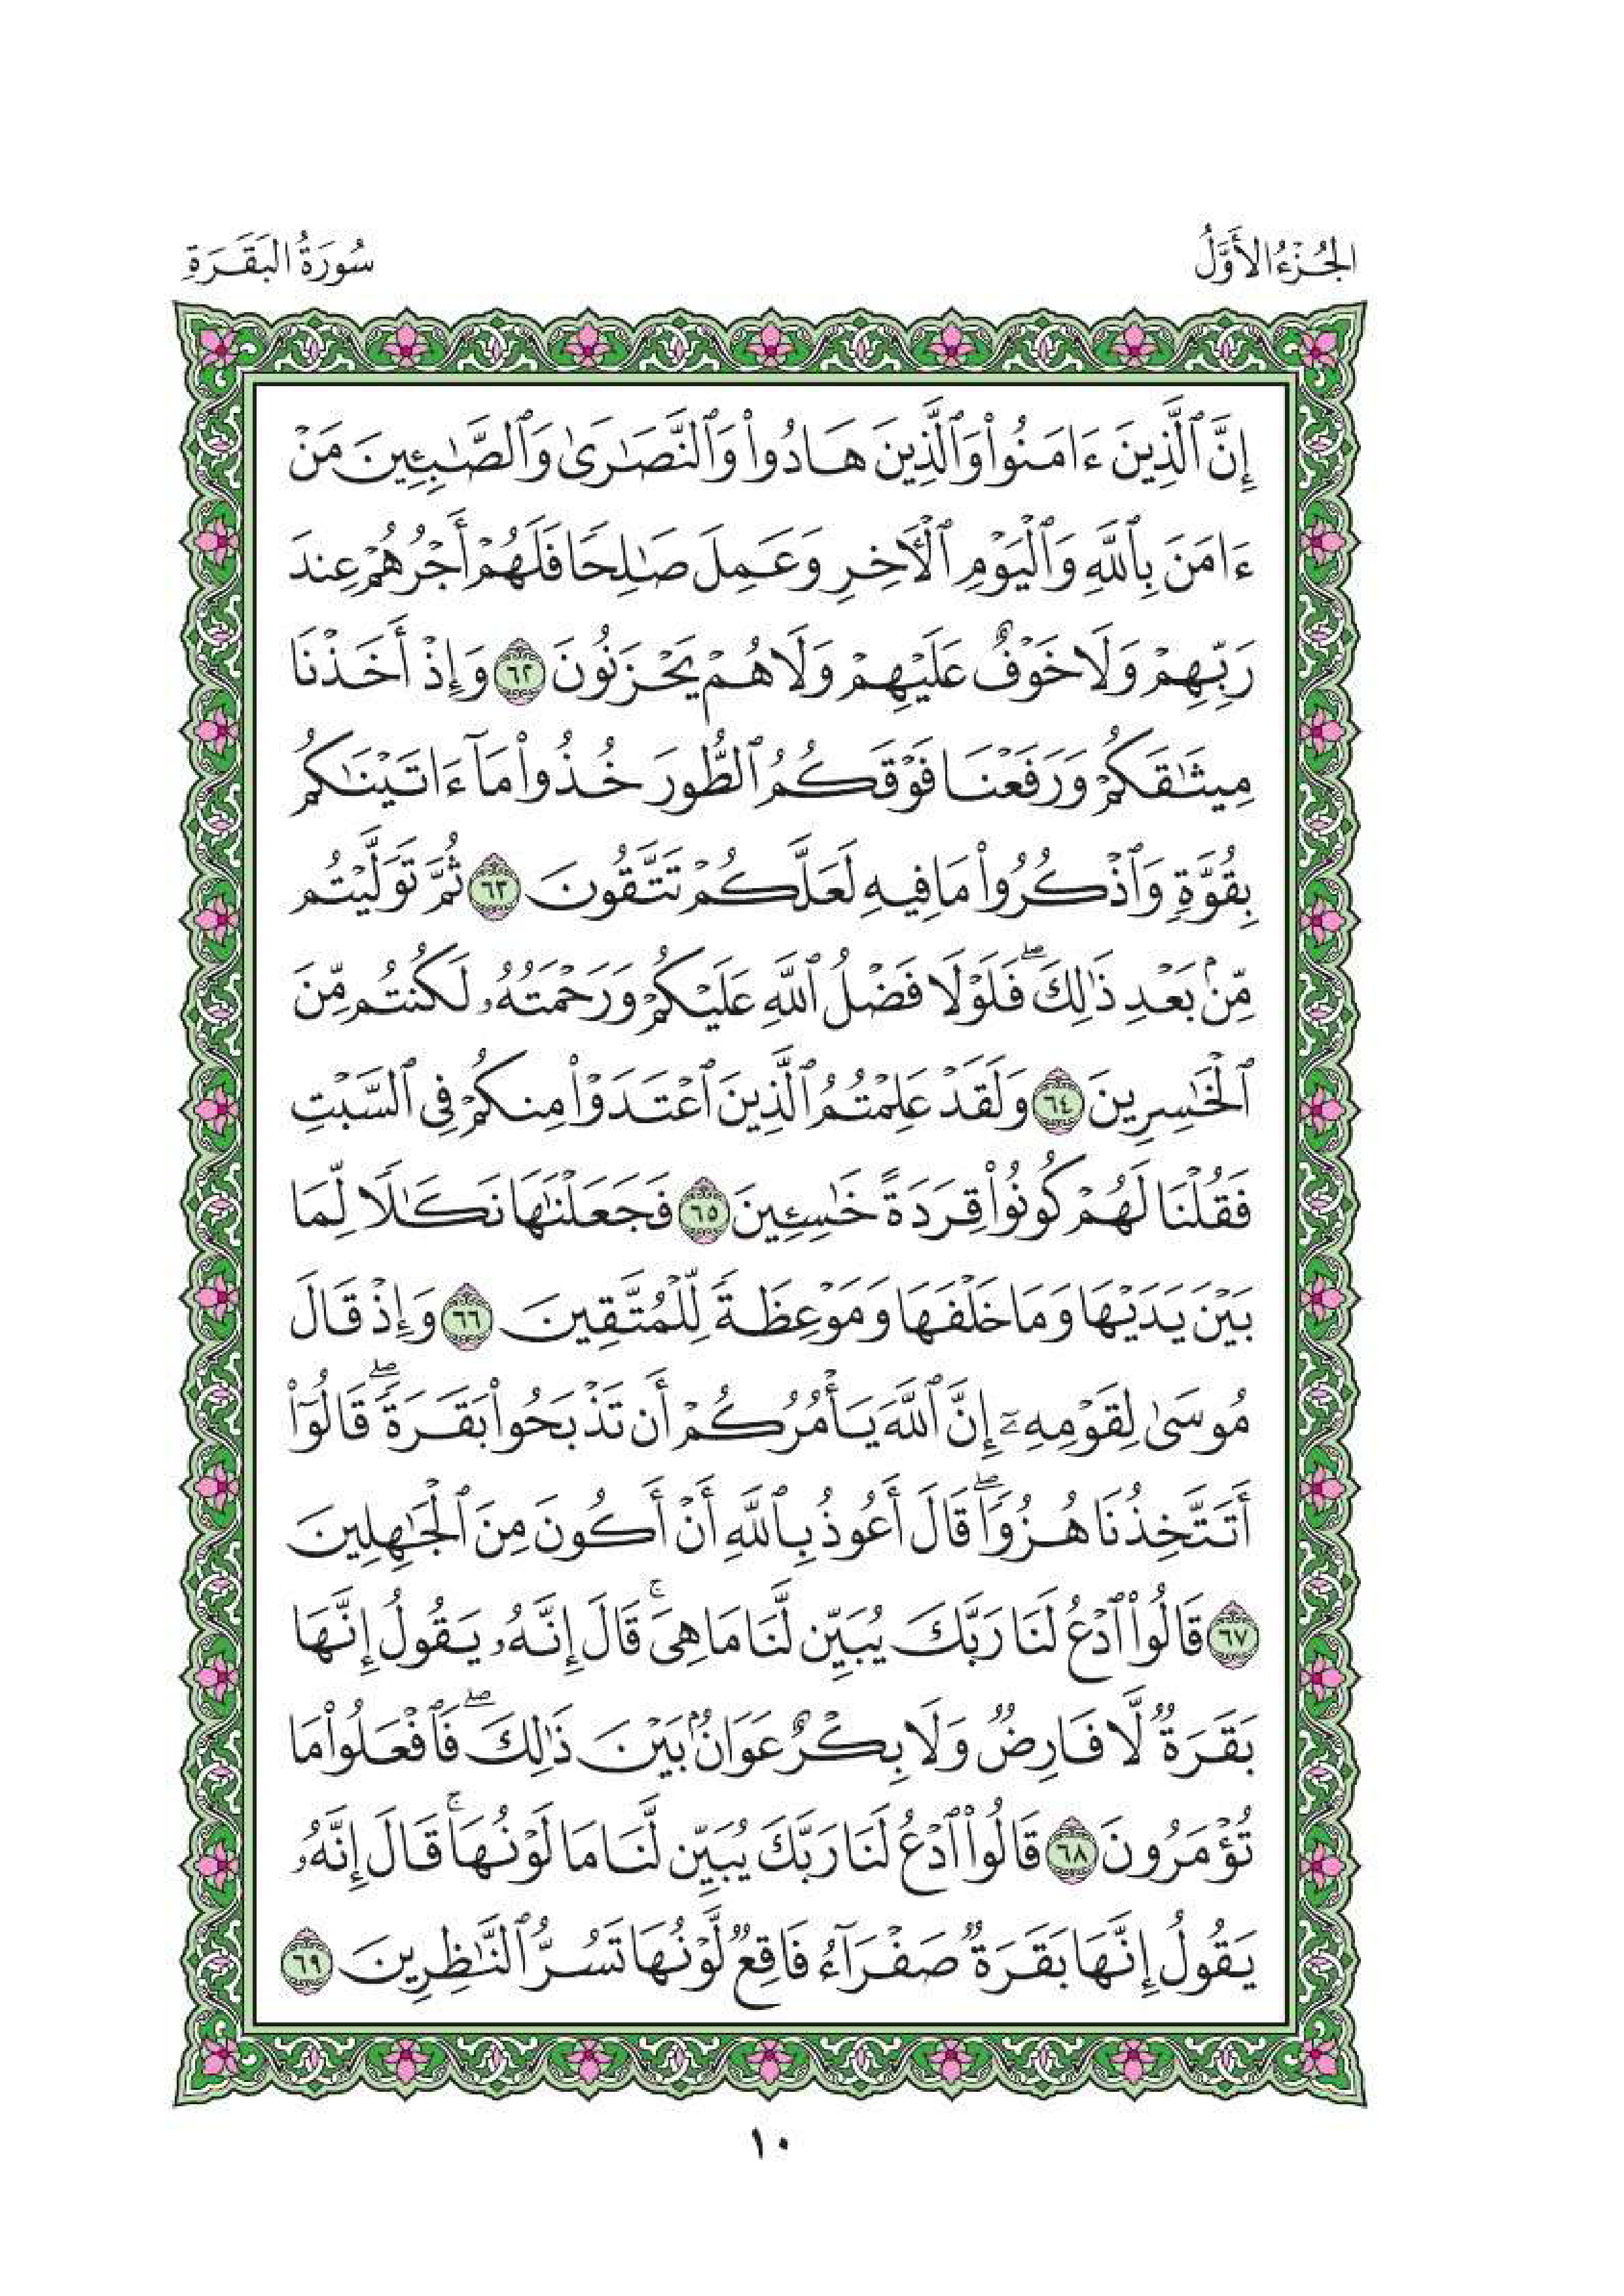 الجُزْءُ الأَوَّلُ
سُورَةُ البَقَرَةِ
إِنَّ ٱلَّذِينَ ءَامَنُوا۟ وَٱلَّذِينَ هَادُوا۟ وَٱلنَّصَٰرَىٰ وَٱلصَّٰبِـِٔينَ مَنْ
ءَامَنَ بِٱللَّهِ وَٱلْيَوْمِ ٱلْءَاخِرِ وَعَمِلَ صَٰلِحًا فَلَهُمْ أَجْرُهُمْ عِندَ
رَبِّهِمْ وَلَا خَوْفٌ عَلَيْهِمْ وَلَا هُمْ يَحْزَنُونَ ٦٢ وَإِذْ أَخَذْنَا
مِيثَٰقَكُمْ وَرَفَعْنَا فَوْقَكُمُ ٱلطُّورَ خُذُوا۟ مَآ ءَاتَيْنَٰكُم
بِقُوَّةٍ وَٱذْكُرُوا۟ مَا فِيهِ لَعَلَّكُمْ تَتَّقُونَ ٦٣ ثُمَّ تَوَلَّيْتُم
مِّنۢ بَعْدِ ذَٰلِكَ ۖ فَلَوْلَا فَضْلُ ٱللَّهِ عَلَيْكُمْ وَرَحْمَتُهُۥ لَكُنتُم مِّنَ
ٱلْخَٰسِرِينَ ٦٤ وَلَقَدْ عَلِمْتُمُ ٱلَّذِينَ ٱعْتَدَوْا۟ مِنكُمْ فِى ٱلسَّبْتِ
فَقُلْنَا لَهُمْ كُونُوا۟ قِرَدَةً خَٰسِـِٔينَ ٦٥ فَجَعَلْنَٰهَا نَكَٰلًا لِّمَا
بَيْنَ يَدَيْهَا وَمَا خَلْفَهَا وَمَوْعِظَةً لِّلْمُتَّقِينَ ٦٦ وَإِذْ قَالَ
مُوسَىٰ لِقَوْمِهِۦٓ إِنَّ ٱللَّهَ يَأْمُرُكُمْ أَن تَذْبَحُوا۟ بَقَرَةً ۖ قَالُوٓا۟
أَتَتَّخِذُنَا هُزُوًا ۖ قَالَ أَعُوذُ بِٱللَّهِ أَنْ أَكُونَ مِنَ ٱلْجَٰهِلِينَ
٦٧ قَالُوا۟ ٱدْعُ لَنَا رَبَّكَ يُبَيِّن لَّنَا مَا هِىَ ۚ قَالَ إِنَّهُۥ يَقُولُ إِنَّهَا
بَقَرَةٌ لَّا فَارِضٌ وَلَا بِكْرٌ عَوَانٌۢ بَيْنَ ذَٰلِكَ ۖ فَٱفْعَلُوا۟ مَا
تُؤْمَرُونَ ٦٨ قَالُوا۟ ٱدْعُ لَنَا رَبَّكَ يُبَيِّن لَّنَا مَا لَوْنُهَا ۚ قَالَ إِنَّهُۥ
يَقُولُ إِنَّهَا بَقَرَةٌ صَفْرَآءُ فَاقِعٌ لَّوْنُهَا تَسُرُّ ٱلنَّٰظِرِينَ ٦٩
١٠